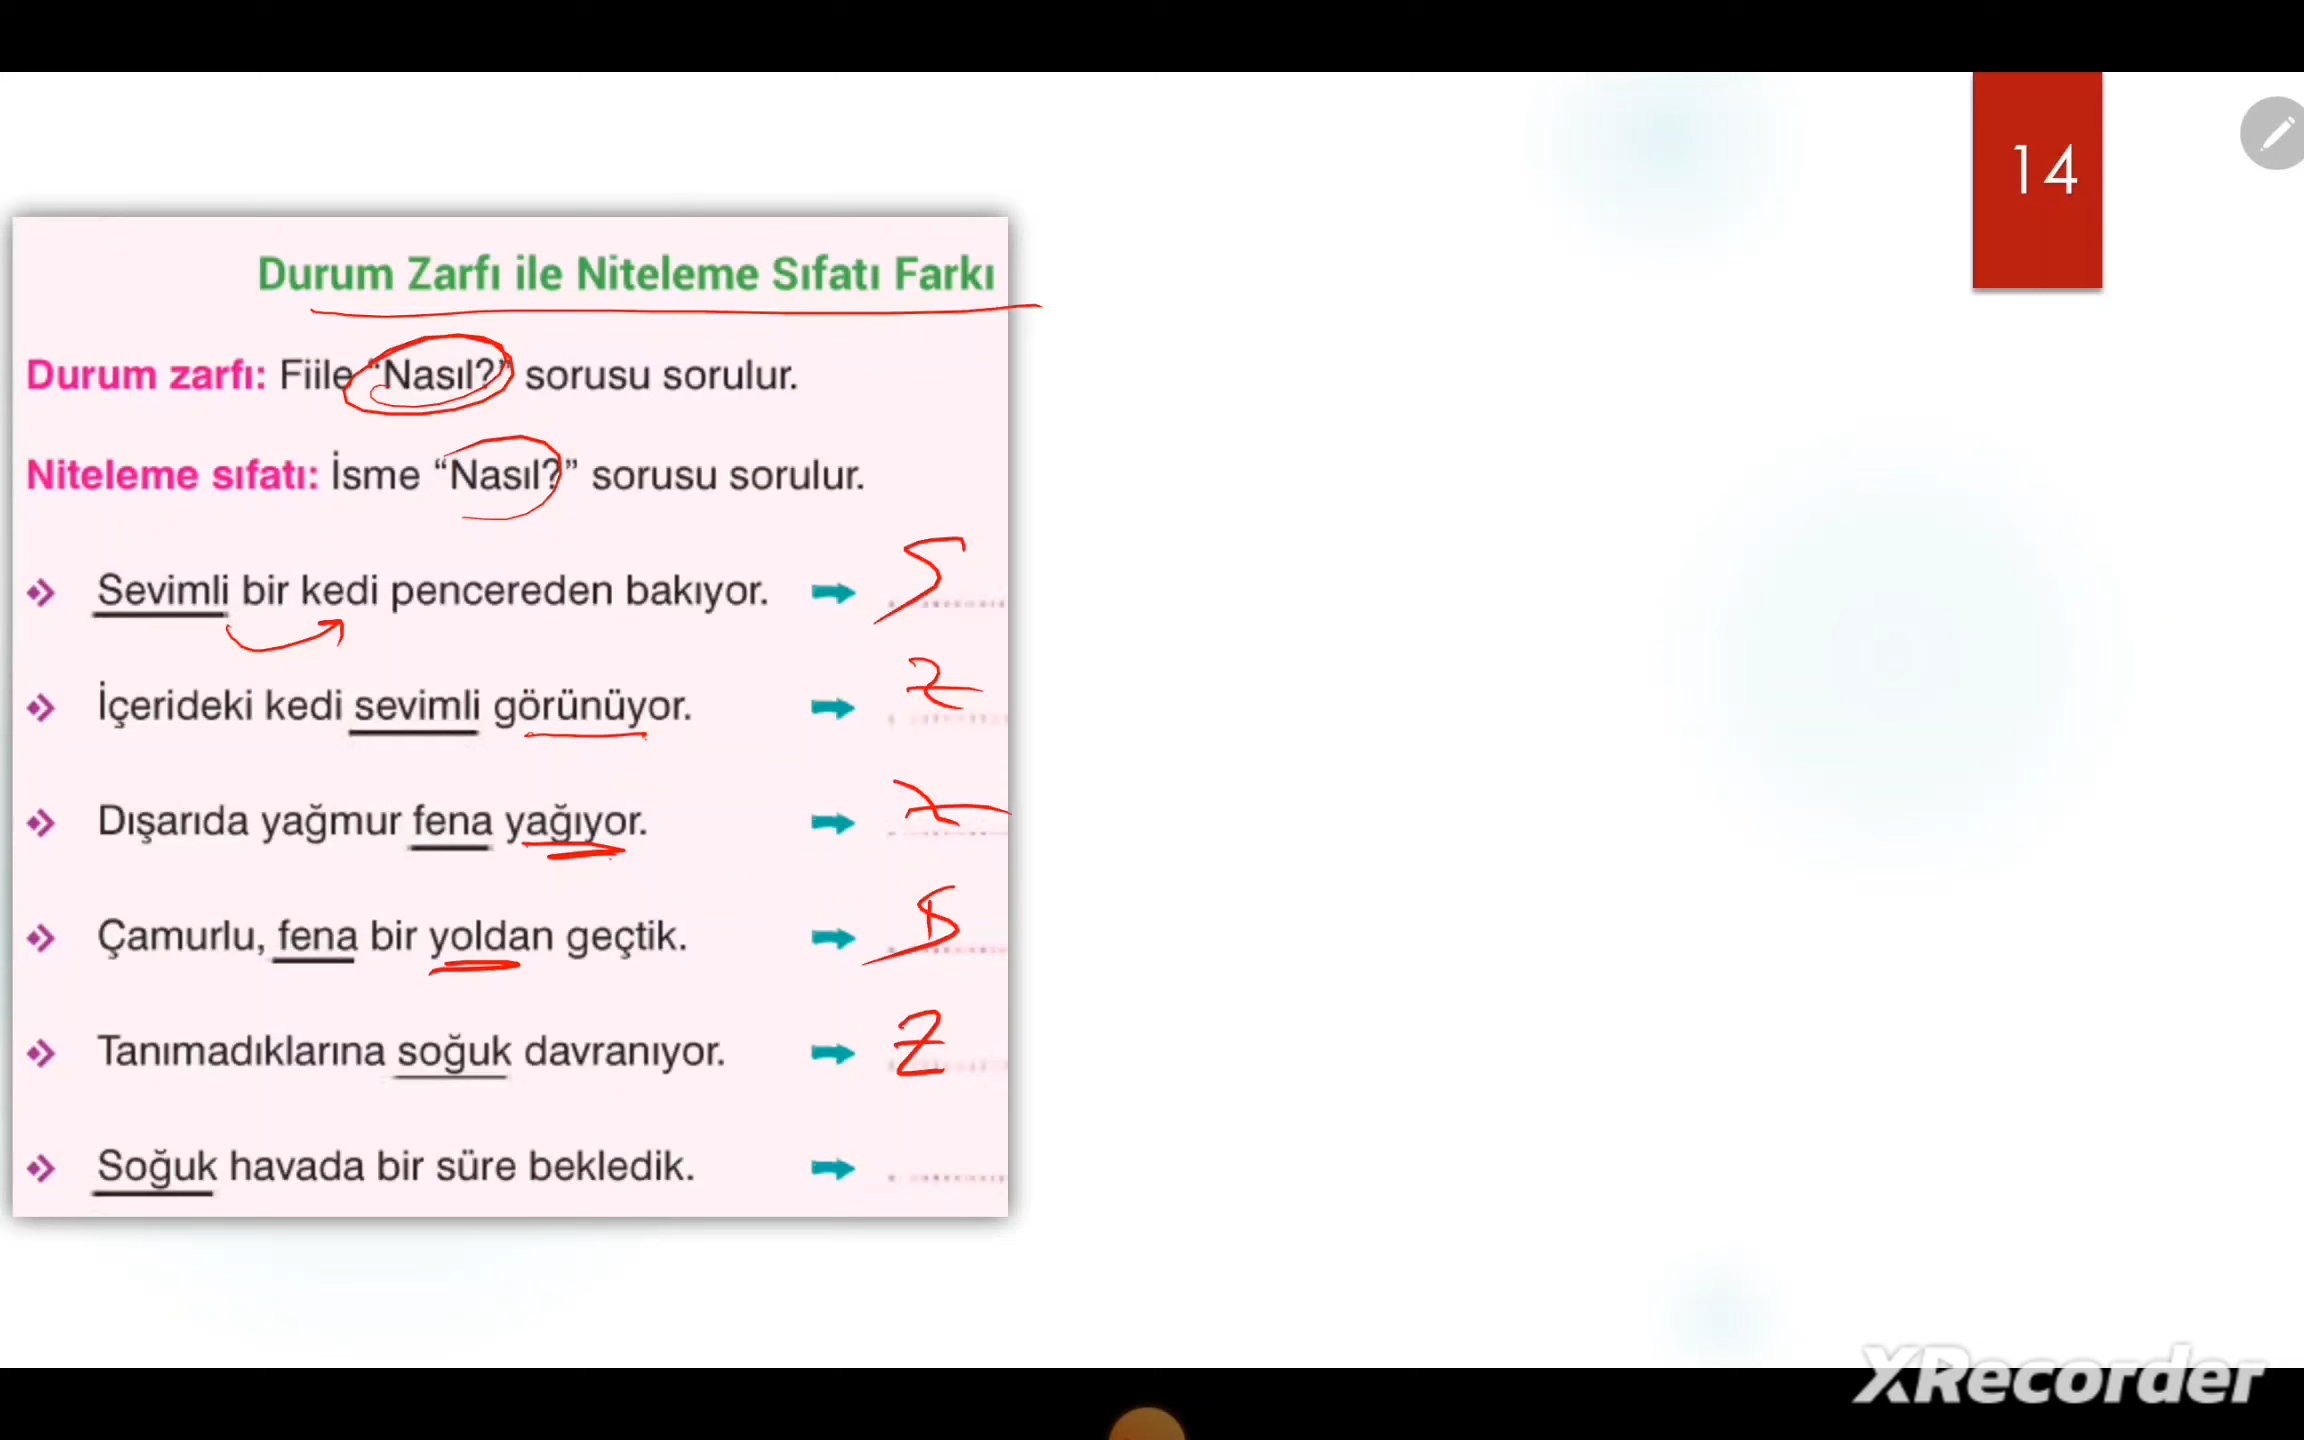 14
Durum Zarfı ile Niteleme Sıfatı Farkı
Durum zarfı: Fiile “Nasıl?” sorusu sorulur.
Niteleme sıfatı: İsme “Nasıl?” sorusu sorulur.
Sevimli bir kedi pencereden bakıyor. S
İçerideki kedi sevimli görünüyor. Z
Dışarıda yağmur fena yağıyor.
Çamurlu, fena bir yoldan geçtik. S
Tanımadıklarına soğuk davranıyor. Z
Soğuk havada bir süre bekledik.
XRecorder